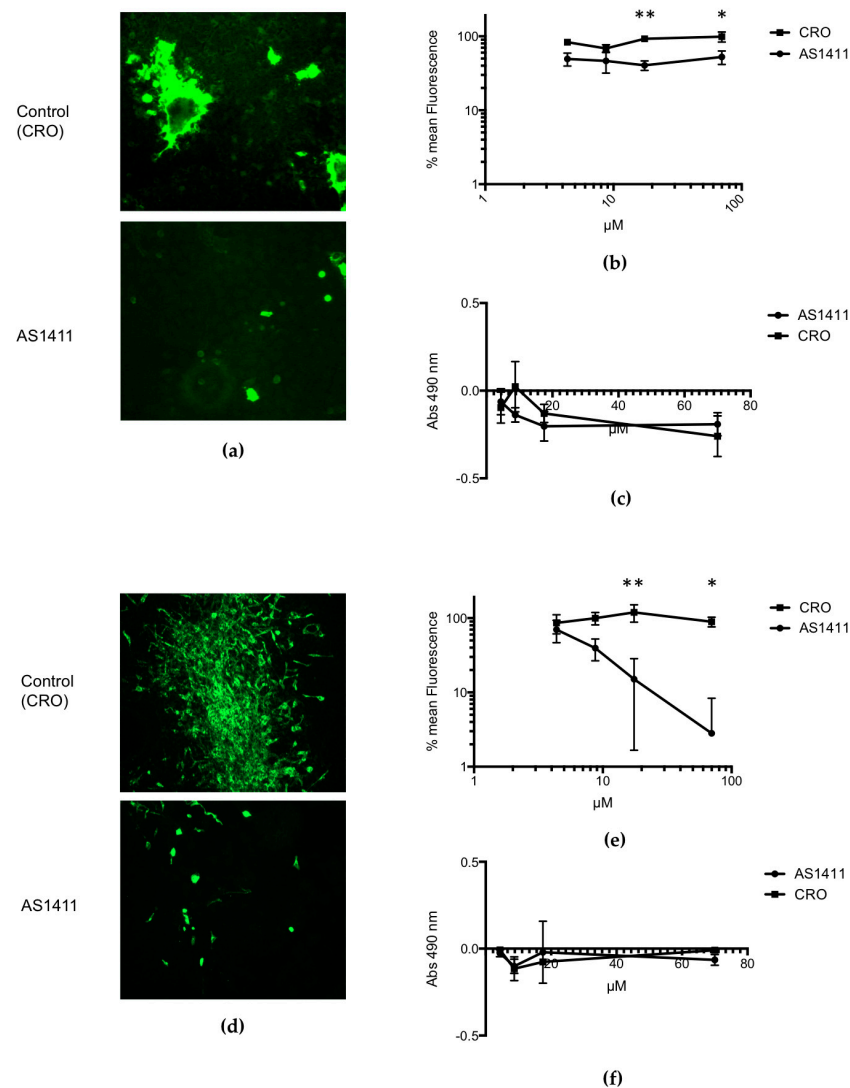 Control
(CRO)
AS1411
(a)
**
*
CRO
AS1411
% mean Fluorescence
100
10
1
1
10
100
µM
(b)
0.5
0.0
-0.5
Abs 490 nm
20
40
60
80
µM
AS1411
CRO
(c)
Control
(CRO)
AS1411
(d)
**
*
CRO
AS1411
% mean Fluorescence
100
10
1
1
10
100
µM
(e)
0.5
0.0
-0.5
Abs 490 nm
20
40
60
80
µM
AS1411
CRO
(f)